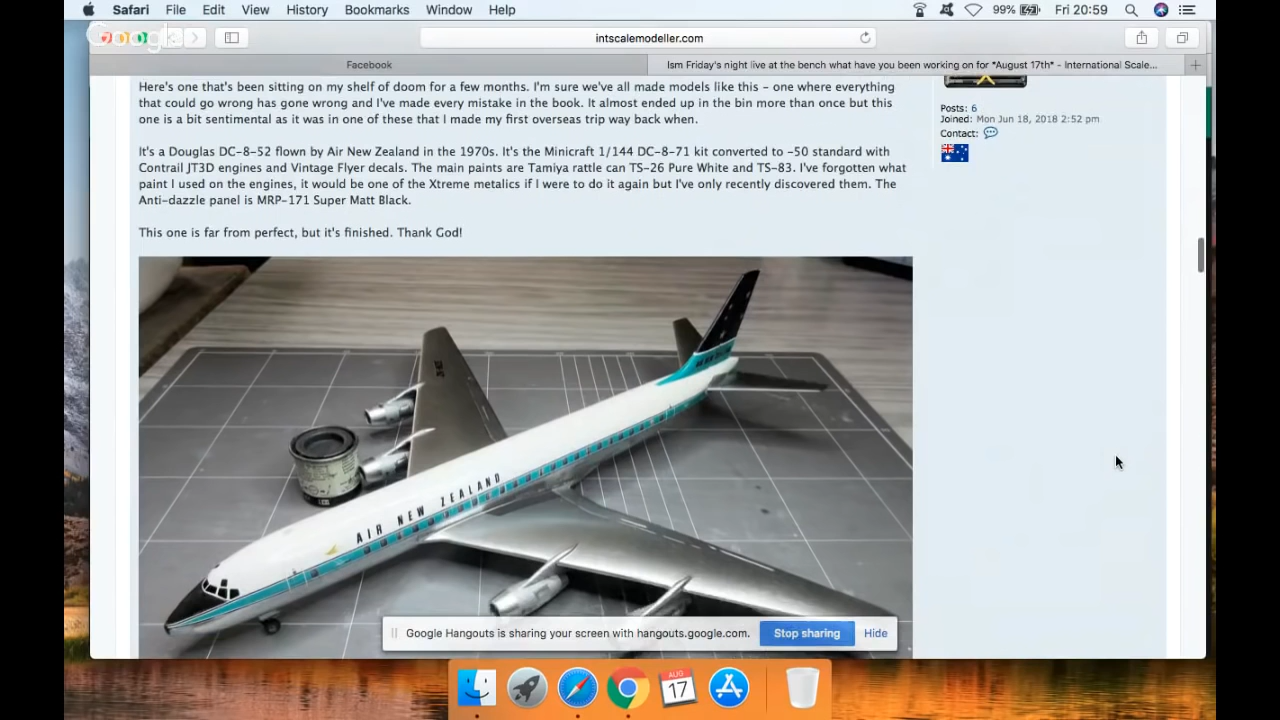 Safari File Edit View History Bookmarks Window Help
99% Fri 20:59
Google
intscalemodeller.com
Facebook
Ism Friday's night live at the bench what have you been working on for *August 17th* - International Scale...
Here's one that's been sitting on my shelf of doom for a few months. I'm sure we've all made models like this - one where everything
that could go wrong has gone wrong and I've made every mistake in the book. It almost ended up in the bin more than once but this
one is a bit sentimental as it was in one of these that I made my first overseas trip way back when.
It's a Douglas DC-8-52 flown by Air New Zealand in the 1970s. It's the Minicraft 1/144 DC-8-71 kit converted to -50 standard with
Contrail JT3D engines and Vintage Flyer decals. The main paints are Tamiya rattle can TS-26 Pure White and TS-83. I've forgotten what
paint I used on the engines, it would be one of the Xtreme metalics if I were to do it again but I've only recently discovered them. The
Anti-dazzle panel is MRP-171 Super Matt Black.
This one is far from perfect, but it's finished. Thank God!
Posts: 6
Joined: Mon Jun 18, 2018 2:52 pm
Contact:
AIR NEW ZEALAND
Google Hangouts is sharing your screen with hangouts.google.com.
Stop sharing
Hide
AUG
17